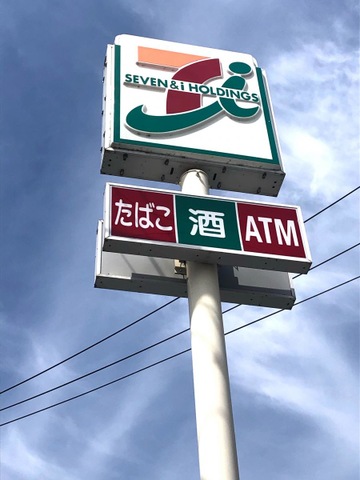 SEVEN & i HOLDINGS
たばこ 酒 ATM